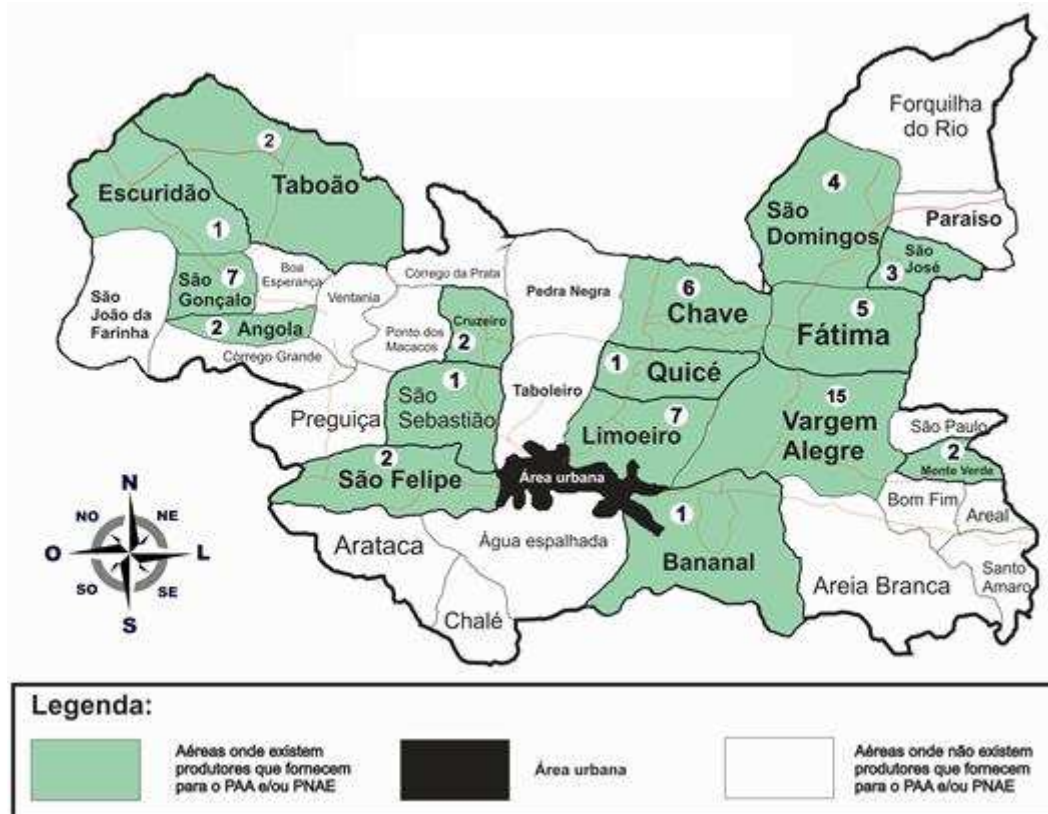 Forquilha
do Rio
2
Taboão
Escuridão
1
4
São
Domingos
Paraiso
São
José
3
São
João da
Farinha
7
São
Gonçalo
Boa
Esperança
Ventania
2
Angola
Córrego Grande
Córrego da Prata
Pedra Negra
Cruzeiro
2
Ponto dos
Macacos
6
Chave
5
Fátima
1
Quicé
Taboleiro
1
São
Sebastião
Preguiça
7
Limoeiro
15
Vargem
Alegre
São Paulo
2
Monte Verde
2
São Felipe
Área urbana
Bom Fim
Areal
1
Bananal
Água espalhada
Arataca
Chalé
Areia Branca
Santo
Amaro
N
NO
NE
O
L
SO
SE
S
Legenda:
Aéreas onde existem
produtores que fornecem
para o PAA e/ou PNAE
Área urbana
Aéreas onde não existem
produtores que fornecem
para o PAA e/ou PNAE